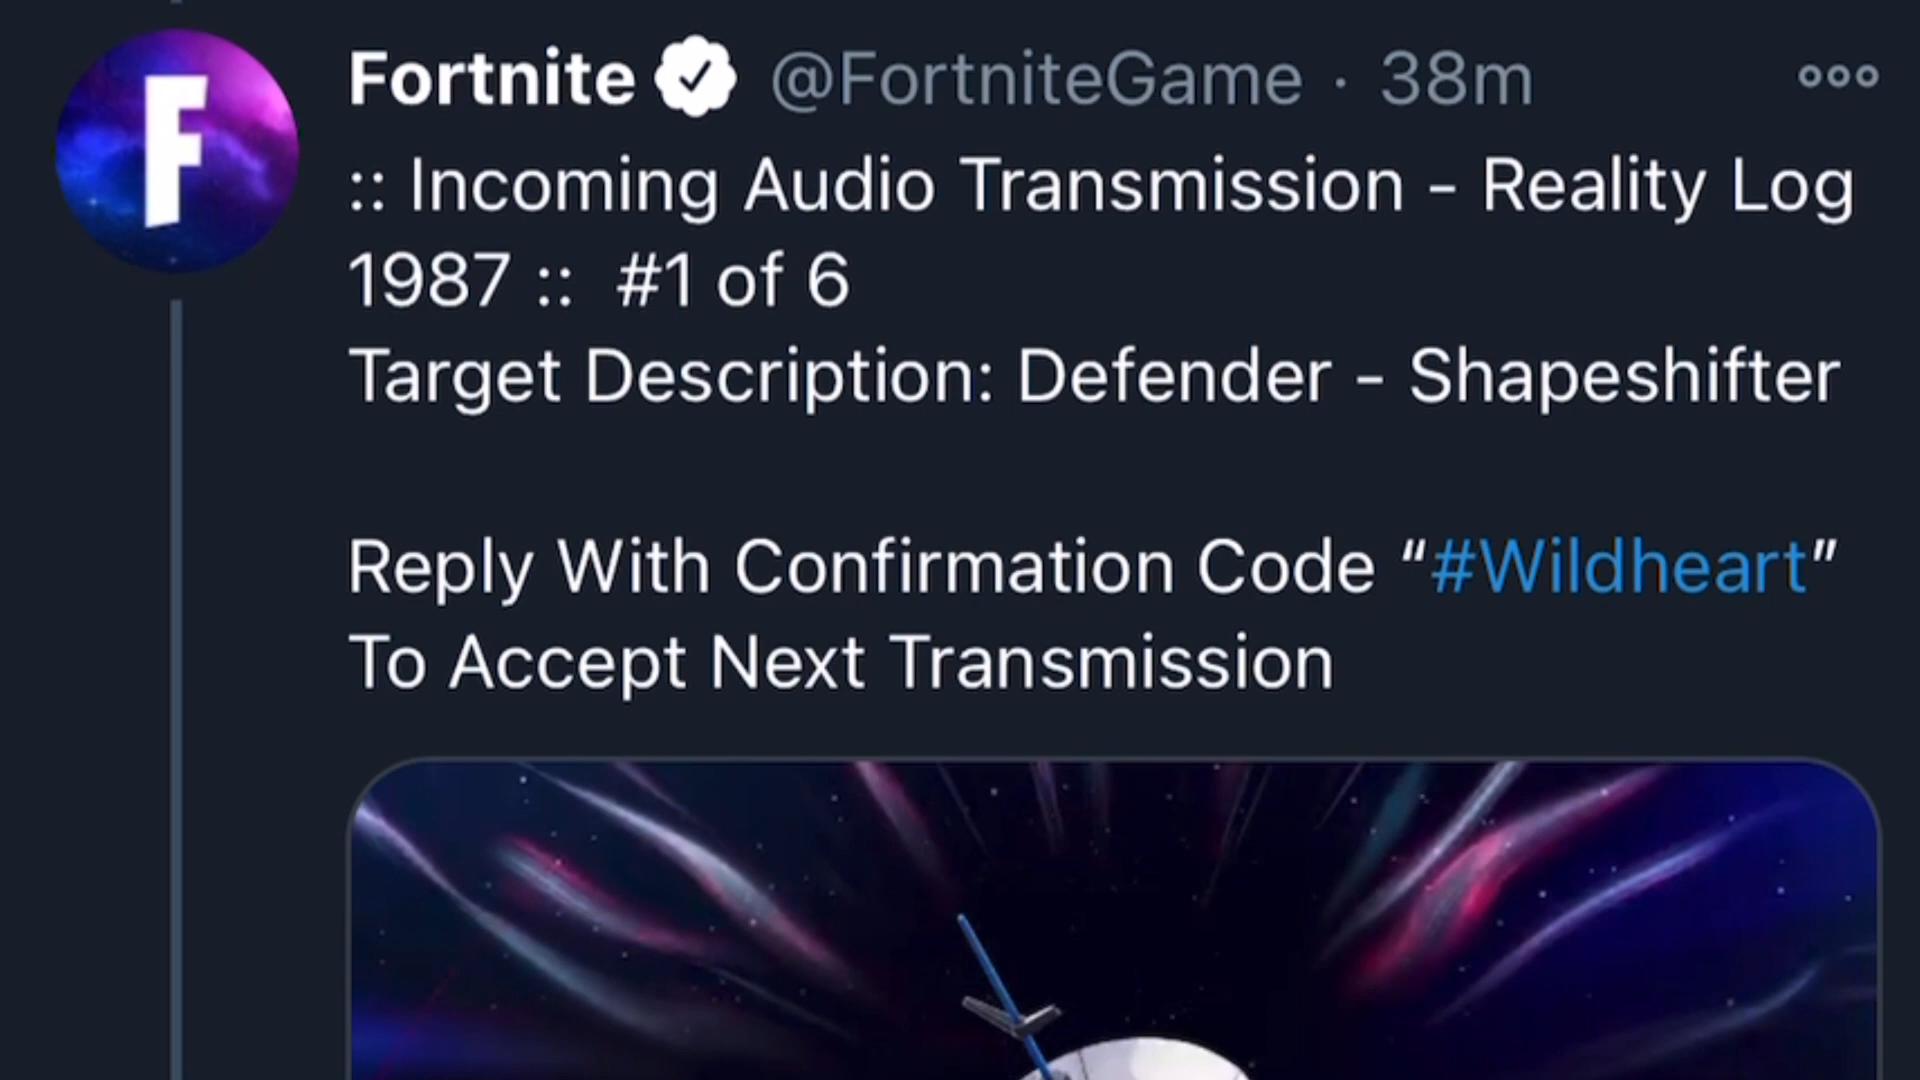 F
Fortnite @FortniteGame · 38m
:: Incoming Audio Transmission - Reality Log
1987 ::  #1 of 6
Target Description: Defender - Shapeshifter
Reply With Confirmation Code “#Wildheart”
To Accept Next Transmission